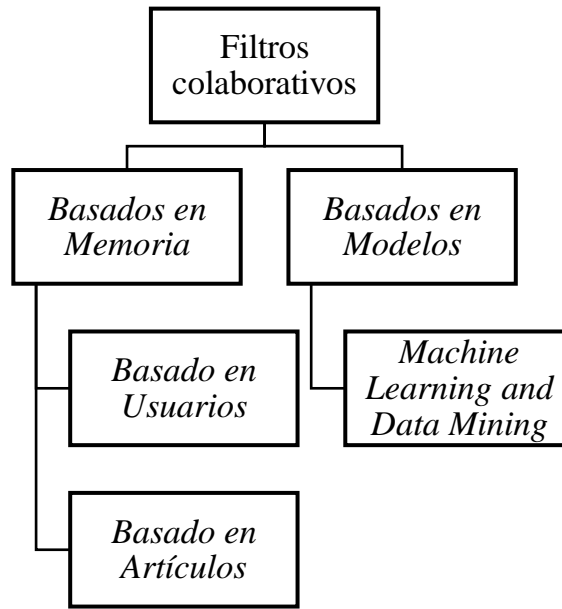 Filtros
colaborativos
Basados en
Memoria
Basados en
Modelos
Basado en
Usuarios
Machine
Learning and
Data Mining
Basado en
Artículos